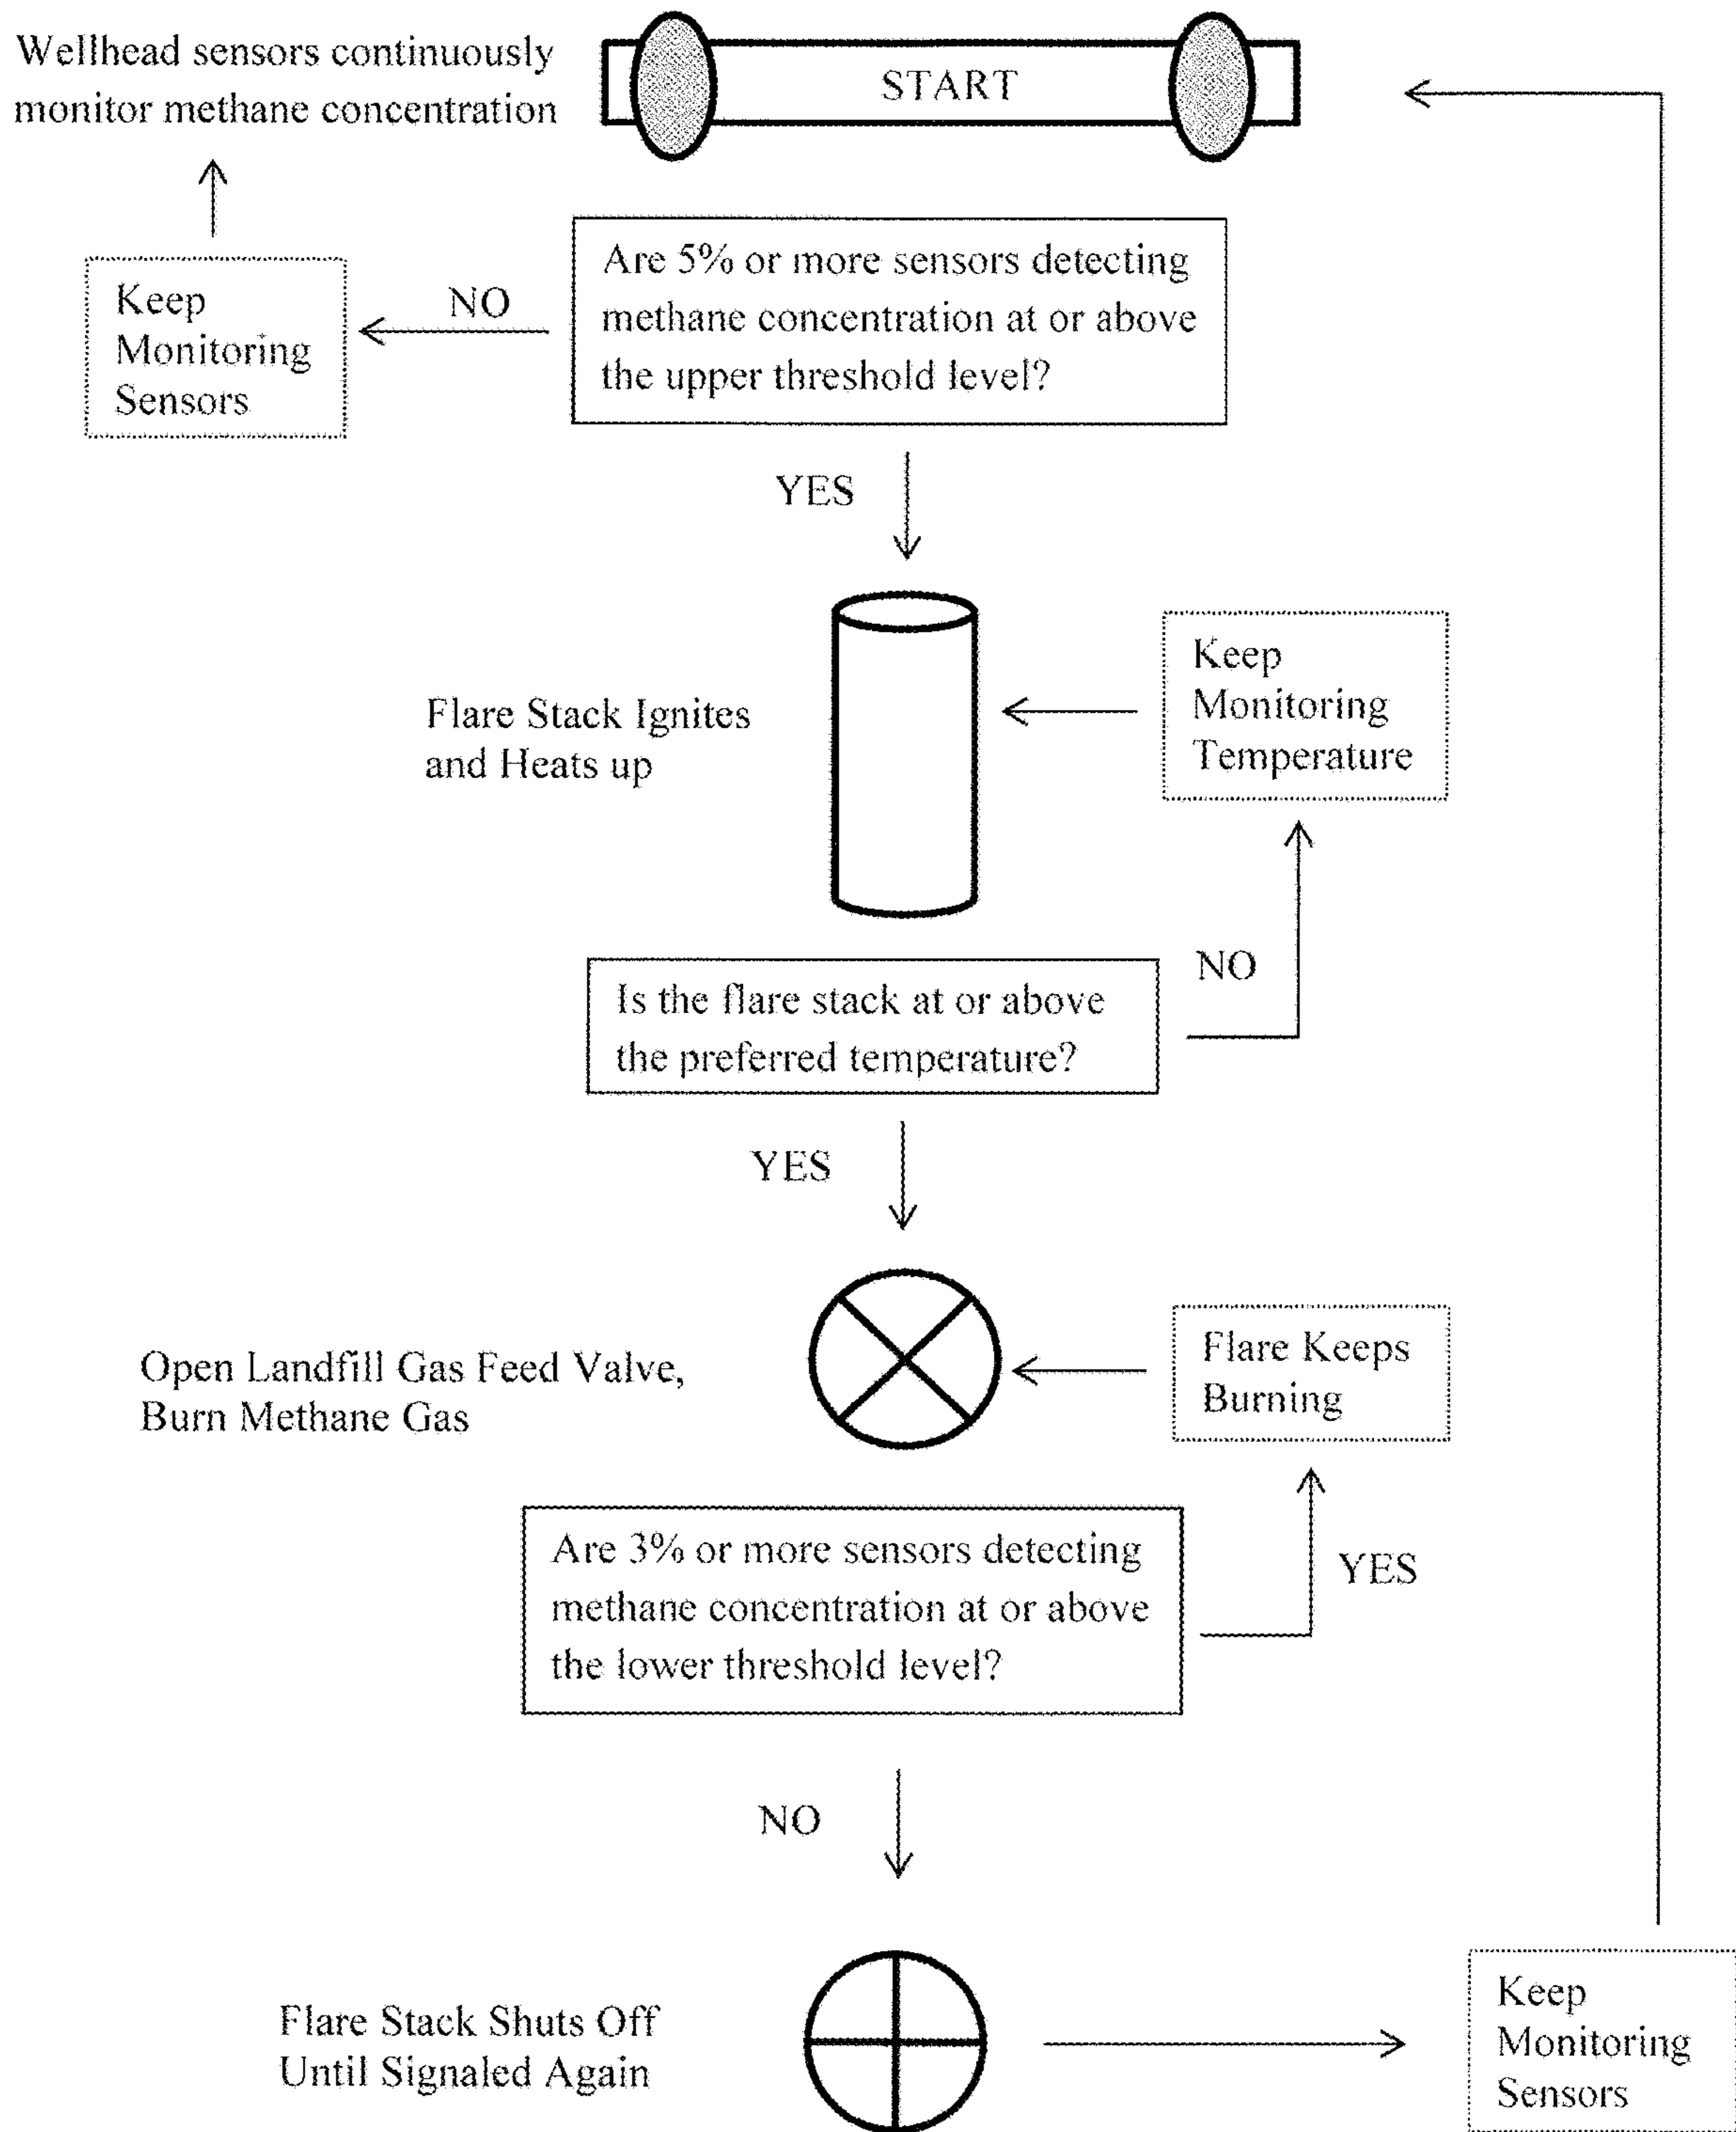 Wellhead sensors continuously
monitor methane concentration
START
Are 5% or more sensors detecting
methane concentration at or above
the upper threshold level?
NO
Keep
Monitoring
Sensors
YES
Flare Stack Ignites
and Heats up
Keep
Monitoring
Temperature
NO
Is the flare stack at or above
the preferred temperature?
YES
Open Landfill Gas Feed Valve,
Burn Methane Gas
Flare Keeps
Burning
Are 3% or more sensors detecting
methane concentration at or above
the lower threshold level?
YES
NO
Flare Stack Shuts Off
Until Signaled Again
Keep
Monitoring
Sensors